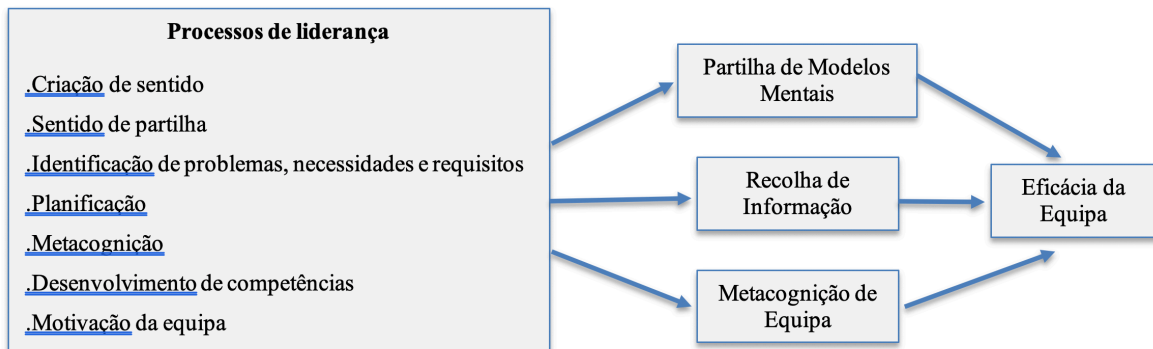 Processos de liderança
.Criação de sentido
.Sentido de partilha
.Identificação de problemas, necessidades e requisitos
.Planificação
.Metacognição
.Desenvolvimento de competências
.Motivação da equipa
Partilha de Modelos
Mentais
Recolha de
Informação
Metacognição de
Equipa
Eficácia da
Equipa